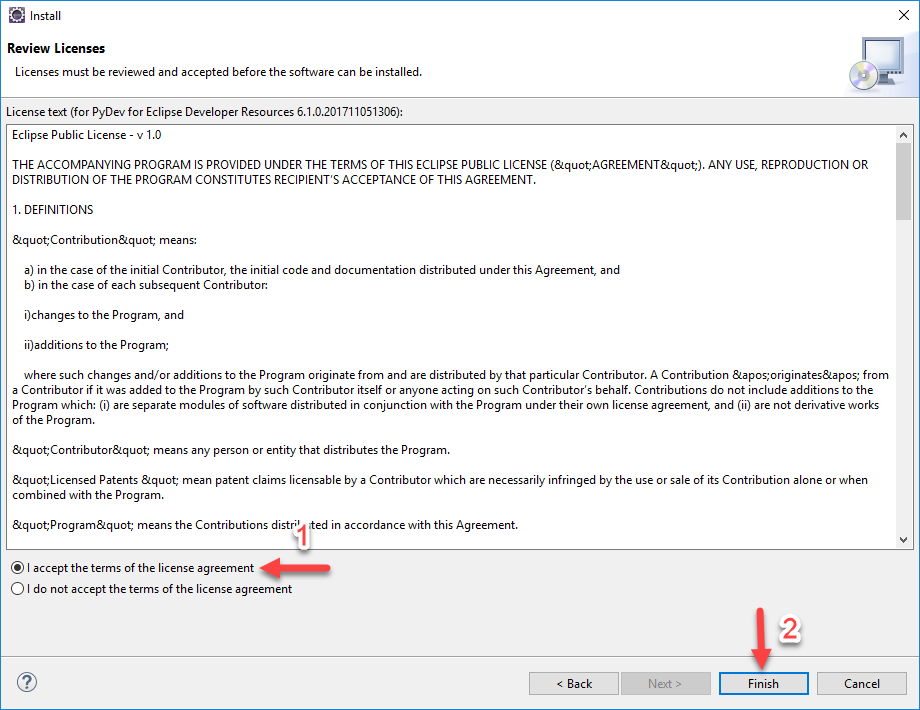 Install
Review Licenses
Licenses must be reviewed and accepted before the software can be installed.
License text (for PyDev for Eclipse Developer Resources 6.1.0.201711051306):
Eclipse Public License - v 1.0
THE ACCOMPANYING PROGRAM IS PROVIDED UNDER THE TERMS OF THIS ECLIPSE PUBLIC LICENSE (&quot;AGREEMENT&quot;). ANY USE, REPRODUCTION OR
DISTRIBUTION OF THE PROGRAM CONSTITUTES RECIPIENT'S ACCEPTANCE OF THIS AGREEMENT.
1. DEFINITIONS
&quot;Contribution&quot; means:
a) in the case of the initial Contributor, the initial code and documentation distributed under this Agreement, and
b) in the case of each subsequent Contributor:
i)changes to the Program, and
ii)additions to the Program;
where such changes and/or additions to the Program originate from and are distributed by that particular Contributor. A Contribution &apos;originates&apos; from
a Contributor if it was added to the Program by such Contributor itself or anyone acting on such Contributor's behalf. Contributions do not include additions to the
Program which: (i) are separate modules of software distributed in conjunction with the Program under their own license agreement, and (ii) are not derivative works
of the Program.
&quot;Contributor&quot; means any person or entity that distributes the Program.
&quot;Licensed Patents &quot; mean patent claims licensable by a Contributor which are necessarily infringed by the use or sale of its Contribution alone or when
combined with the Program.
&quot;Program&quot; means the Contributions distributed in accordance with this Agreement.
1
I accept the terms of the license agreement
I do not accept the terms of the license agreement
2
?
< Back
Next >
Finish
Cancel